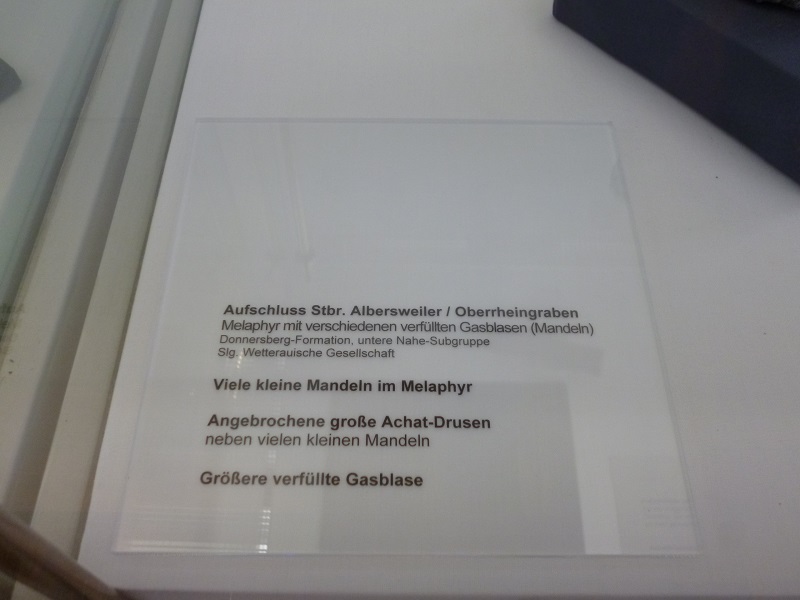 Aufschluss Stbr. Albersweiler / Oberrheingraben
Melaphyr mit verschiedenen verfüllten Gasblasen (Mandeln)
Donnersberg-Formation, untere Nahe-Subgruppe
Slg. Wetterauische Gesellschaft
Viele kleine Mandeln im Melaphyr
Angebrochene große Achat-Drusen
neben vielen kleinen Mandeln
Größere verfüllte Gasblase